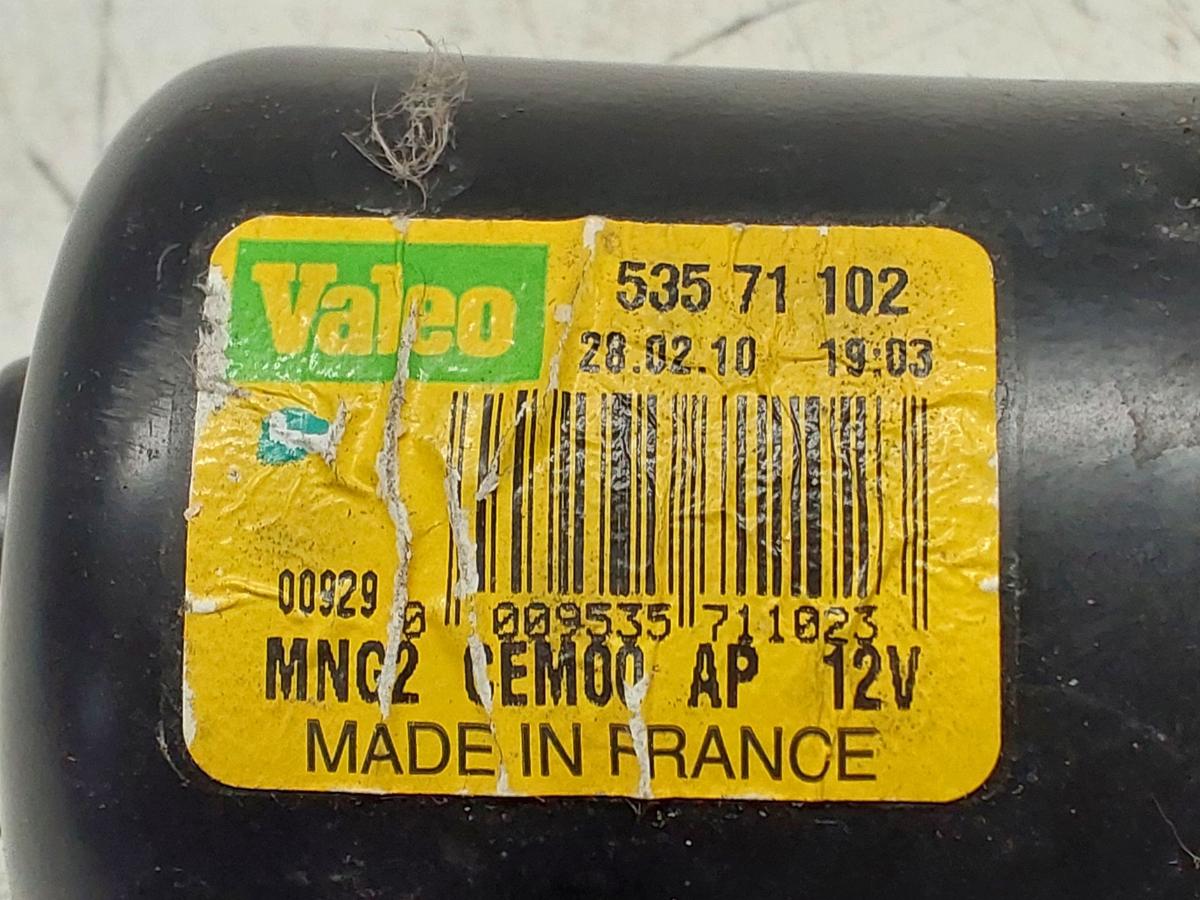 Valeo
535 71 102
28.02.10 19:03
00929
0 009535 711023
MNG2 CEM00 AP 12V
MADE IN FRANCE